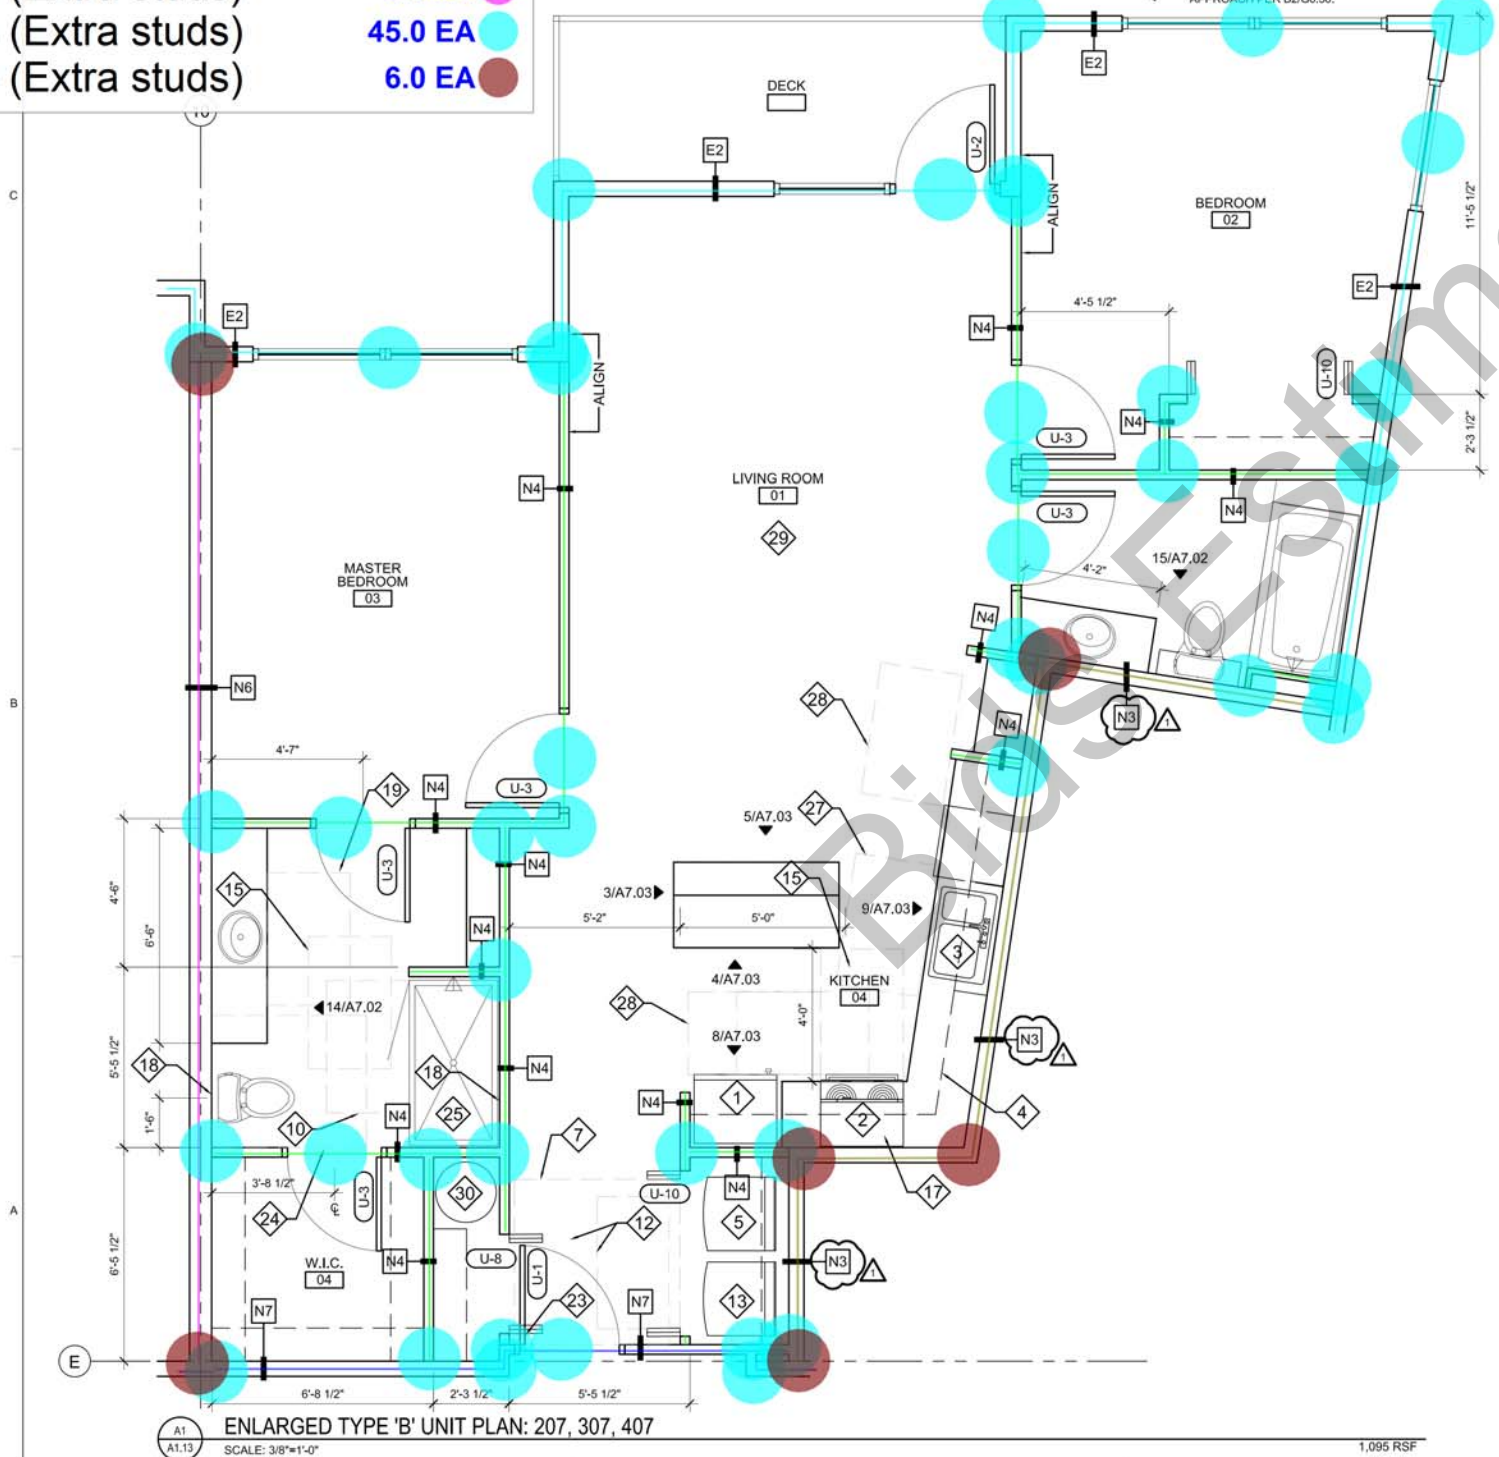 (Extra studs)
(Extra studs) 45.0 EA
(Extra studs) 6.0 EA
10
APPROACH PER B2/G0.30.
E2
DECK
U-2
E2
C
ALIGN
BEDROOM
02
11'-5 1/2"
E2
E2
4'-5 1/2"
N4
ALIGN
U-10
N4
U-3
2'-3 1/2"
LIVING ROOM
01
N4
N4
U-3
29
15/A7.02
4'-2"
MASTER
BEDROOM
03
N4
N6
28
B
N3
1
N4
4'-7"
19
N4
U-3
27
5/A7.03
N4
U-3
15
15
3/A7.03
9/A7.03
4'-6"
6'-6"
5'-2"
5'-0"
N4
3
4/A7.03
KITCHEN
04
14/A7.02
28
4'-0"
8/A7.03
N3
1
5'-5 1/2"
18
18
N4
1
N4
2
4
1'-6"
10
N4
25
7
3'-8 1/2"
U-3
30
U-10
N4
17
24
5
12
A
6'-5 1/2"
W.I.C.
04
N4
U-8
U-1
N3
1
N7
23
N7
13
E
6'-8 1/2"
2'-3 1/2"
5'-5 1/2"
A1
A1.13
ENLARGED TYPE 'B' UNIT PLAN: 207, 307, 407
SCALE: 3/8"=1'-0"
1,095 RSF
Bids Estim